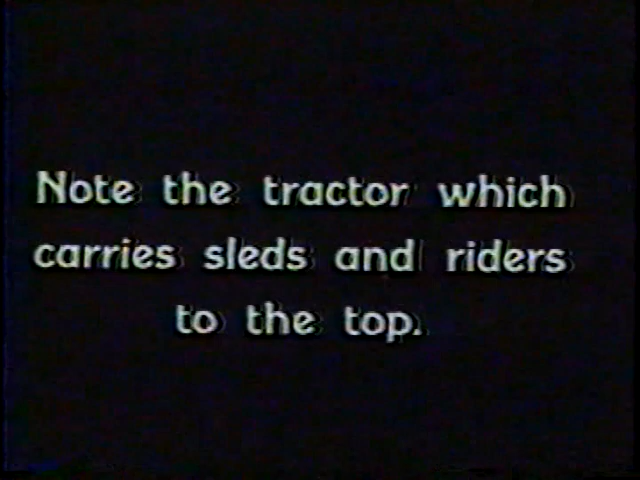 Note the tractor which
carries sleds and riders
to the top.